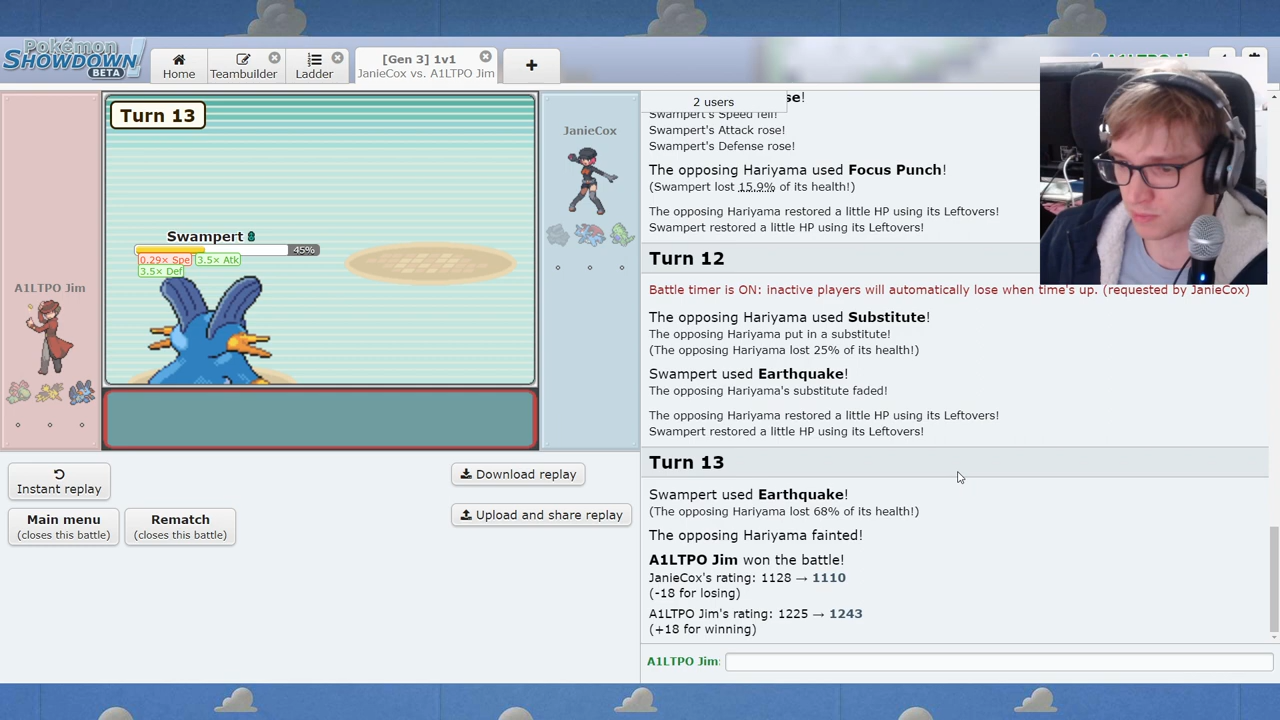 Pokémon
SHOWDOWN!
BETA
Home
Teambuilder
Ladder
[Gen 3] 1v1
JanieCox vs. A1LTPO Jim
+
Turn 13
JanieCox
Swampert
45%
0.29× Spe
3.5× Atk
3.5× Def
A1LTPO Jim
Instant replay
Download replay
Upload and share replay
Main menu
(closes this battle)
Rematch
(closes this battle)
2 users
se!
Swampert's Speed fell!
Swampert's Attack rose!
Swampert's Defense rose!
The opposing Hariyama used Focus Punch!
(Swampert lost 15.9% of its health!)
The opposing Hariyama restored a little HP using its Leftovers!
Swampert restored a little HP using its Leftovers!
Turn 12
Battle timer is ON: inactive players will automatically lose when time's up. (requested by JanieCox)
The opposing Hariyama used Substitute!
The opposing Hariyama put in a substitute!
(The opposing Hariyama lost 25% of its health!)
Swampert used Earthquake!
The opposing Hariyama's substitute faded!
The opposing Hariyama restored a little HP using its Leftovers!
Swampert restored a little HP using its Leftovers!
Turn 13
Swampert used Earthquake!
(The opposing Hariyama lost 68% of its health!)
The opposing Hariyama fainted!
A1LTPO Jim won the battle!
JanieCox's rating: 1128 → 1110
(-18 for losing)
A1LTPO Jim's rating: 1225 → 1243
(+18 for winning)
A1LTPO Jim: